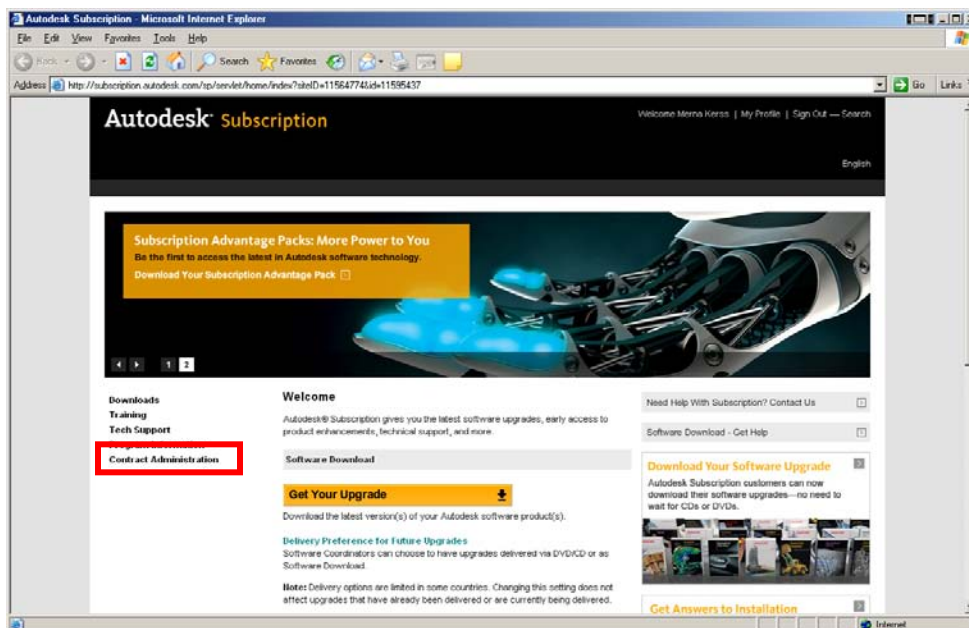 Autodesk Subscription - Microsoft Internet Explorer
File Edit View Favorites Tools Help
Back Search Favorites
Address http://subscription.autodesk.com/sp/servlet/home/index?siteID=11564774&id=11595437 Go Links
Autodesk® Subscription
Welcome Merna Kerss | My Profile | Sign Out — Search
English
Subscription Advantage Packs: More Power to You
Be the first to access the latest in Autodesk software technology.
Download Your Subscription Advantage Pack
1 2
Downloads
Training
Tech Support
Contract Administration
Welcome
Autodesk® Subscription gives you the latest software upgrades, early access to
product enhancements, technical support, and more.
Software Download
Get Your Upgrade
Download the latest version(s) of your Autodesk software product(s).
Delivery Preference for Future Upgrades
Software Coordinators can choose to have upgrades delivered via DVD/CD or as
Software Download.
Note: Delivery options are limited in some countries. Changing this setting does not
affect upgrades that have already been delivered or are currently being delivered.
Need Help With Subscription? Contact Us
Software Download - Get Help
Download Your Software Upgrade
Autodesk Subscription customers can now
download their software upgrades—no need to
wait for CDs or DVDs.
Get Answers to Installation
Internet